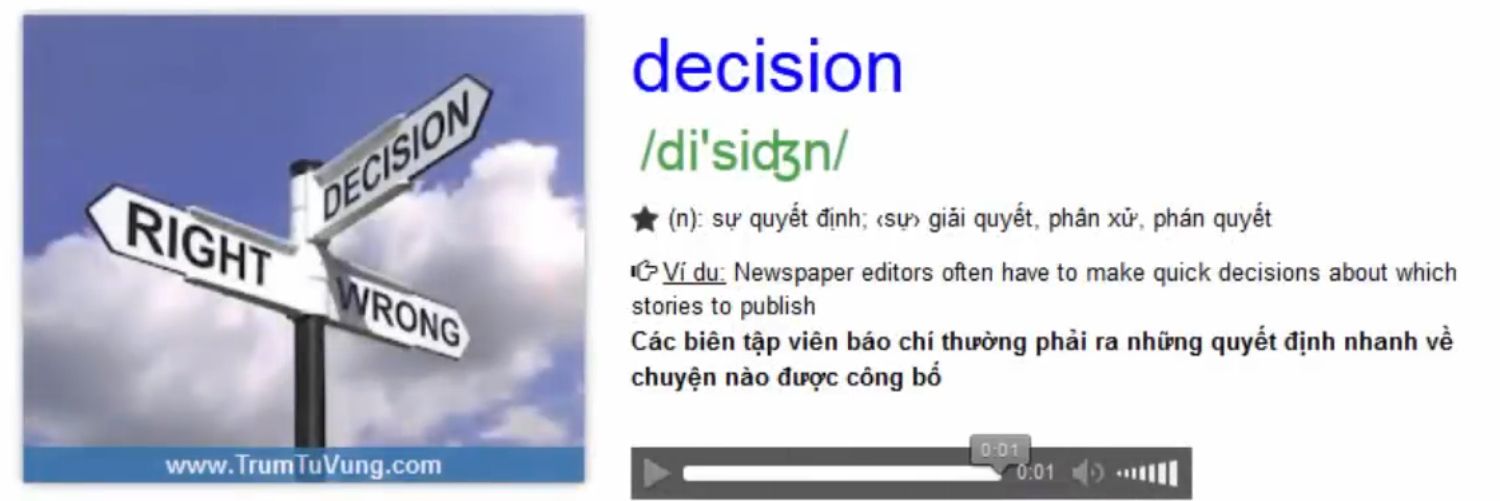 decision
/di'siʤn/
(n): sự quyết định; ‹sự› giải quyết, phân xử, phán quyết
Ví du: Newspaper editors often have to make quick decisions about which
stories to publish
Các biên tập viên báo chí thường phải ra những quyết định nhanh về
chuyện nào được công bố
DECISION
RIGHT
WRONG
www.TrumTuVung.com
0:01
0:01